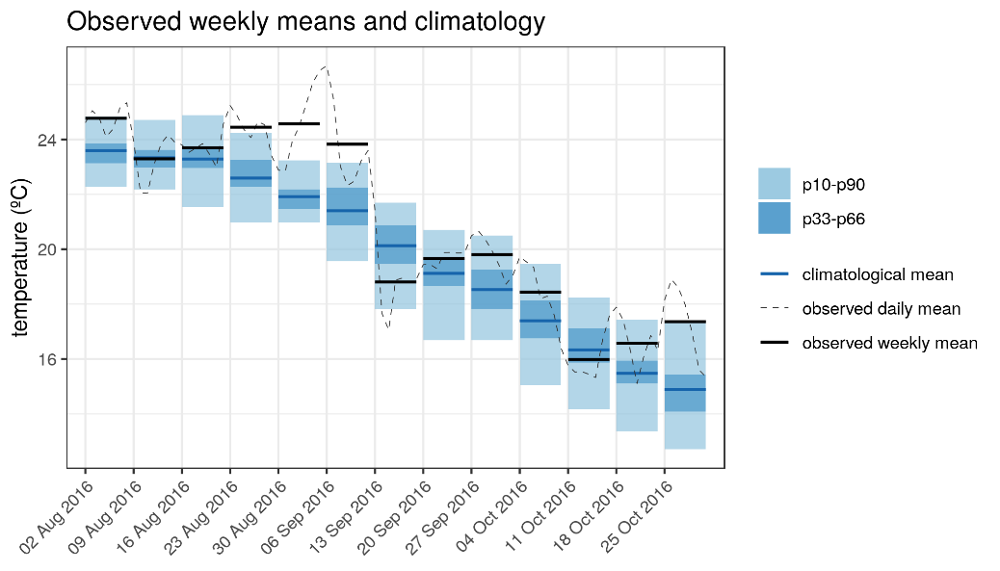 Observed weekly means and climatology
temperature (ºC)
24
20
16
02 Aug 2016
09 Aug 2016
16 Aug 2016
23 Aug 2016
30 Aug 2016
06 Sep 2016
13 Sep 2016
20 Sep 2016
27 Sep 2016
04 Oct 2016
11 Oct 2016
18 Oct 2016
25 Oct 2016
p10-p90
p33-p66
climatological mean
observed daily mean
observed weekly mean